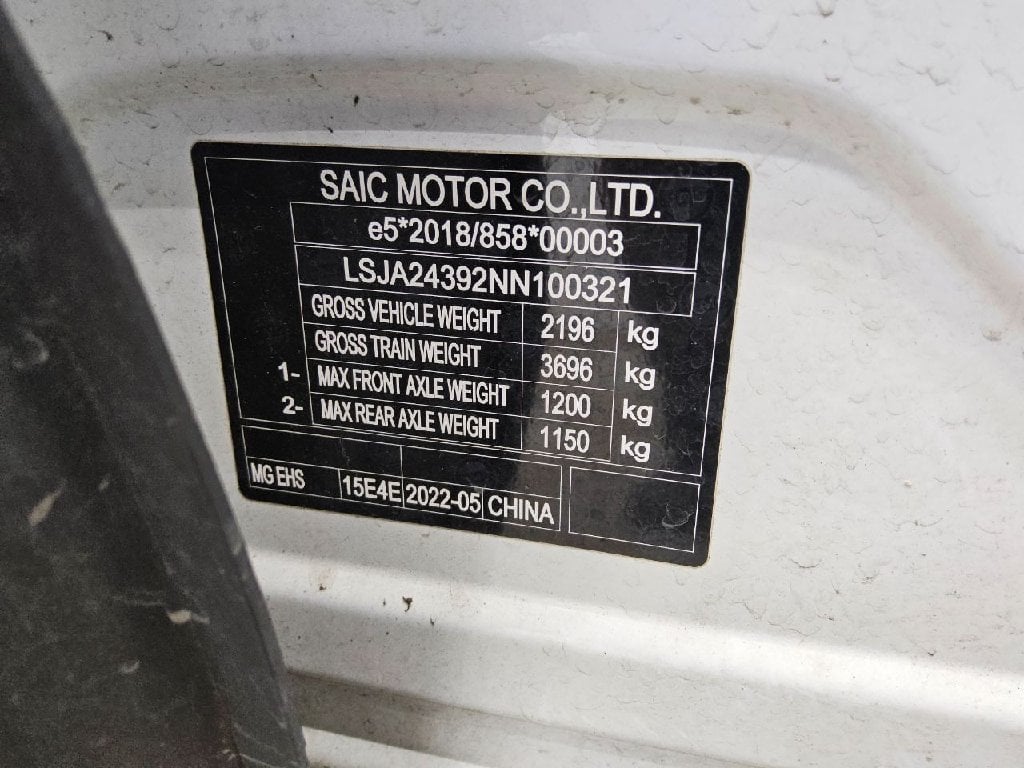 SAIC MOTOR CO.,LTD.
e5*2018/858*00003
LSJA24392NN100321
GROSS VEHICLE WEIGHT 2196 kg
GROSS TRAIN WEIGHT 3696 kg
1- MAX FRONT AXLE WEIGHT 1200 kg
2- MAX REAR AXLE WEIGHT 1150 kg
MG EHS 15E4E 2022-05 CHINA